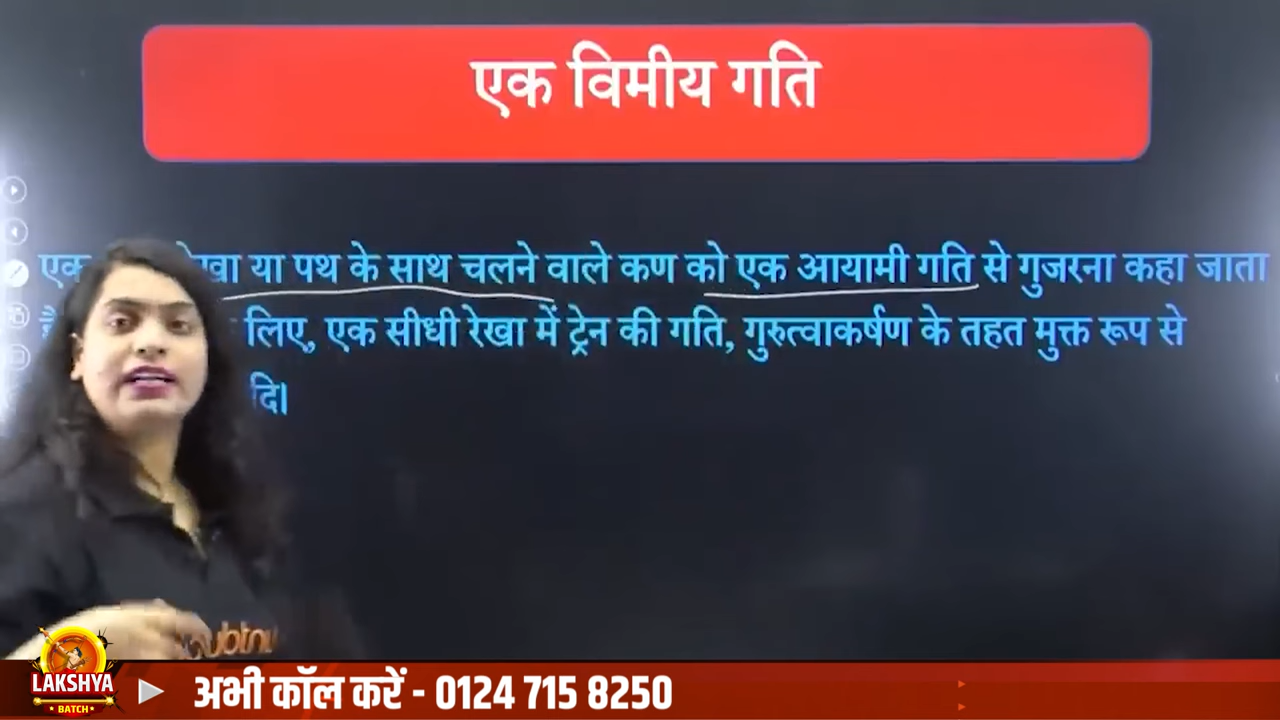 एक विमीय गति
एक या पथ के साथ चलने वाले कण को एक आयामी गति से गुजरना कहा जाता
लिए, एक सीधी रेखा में ट्रेन की गति, गुरुत्वाकर्षण के तहत मुक्त रूप से
LAKSHYA
BATCH
अभी कॉल करें - 0124 715 8250